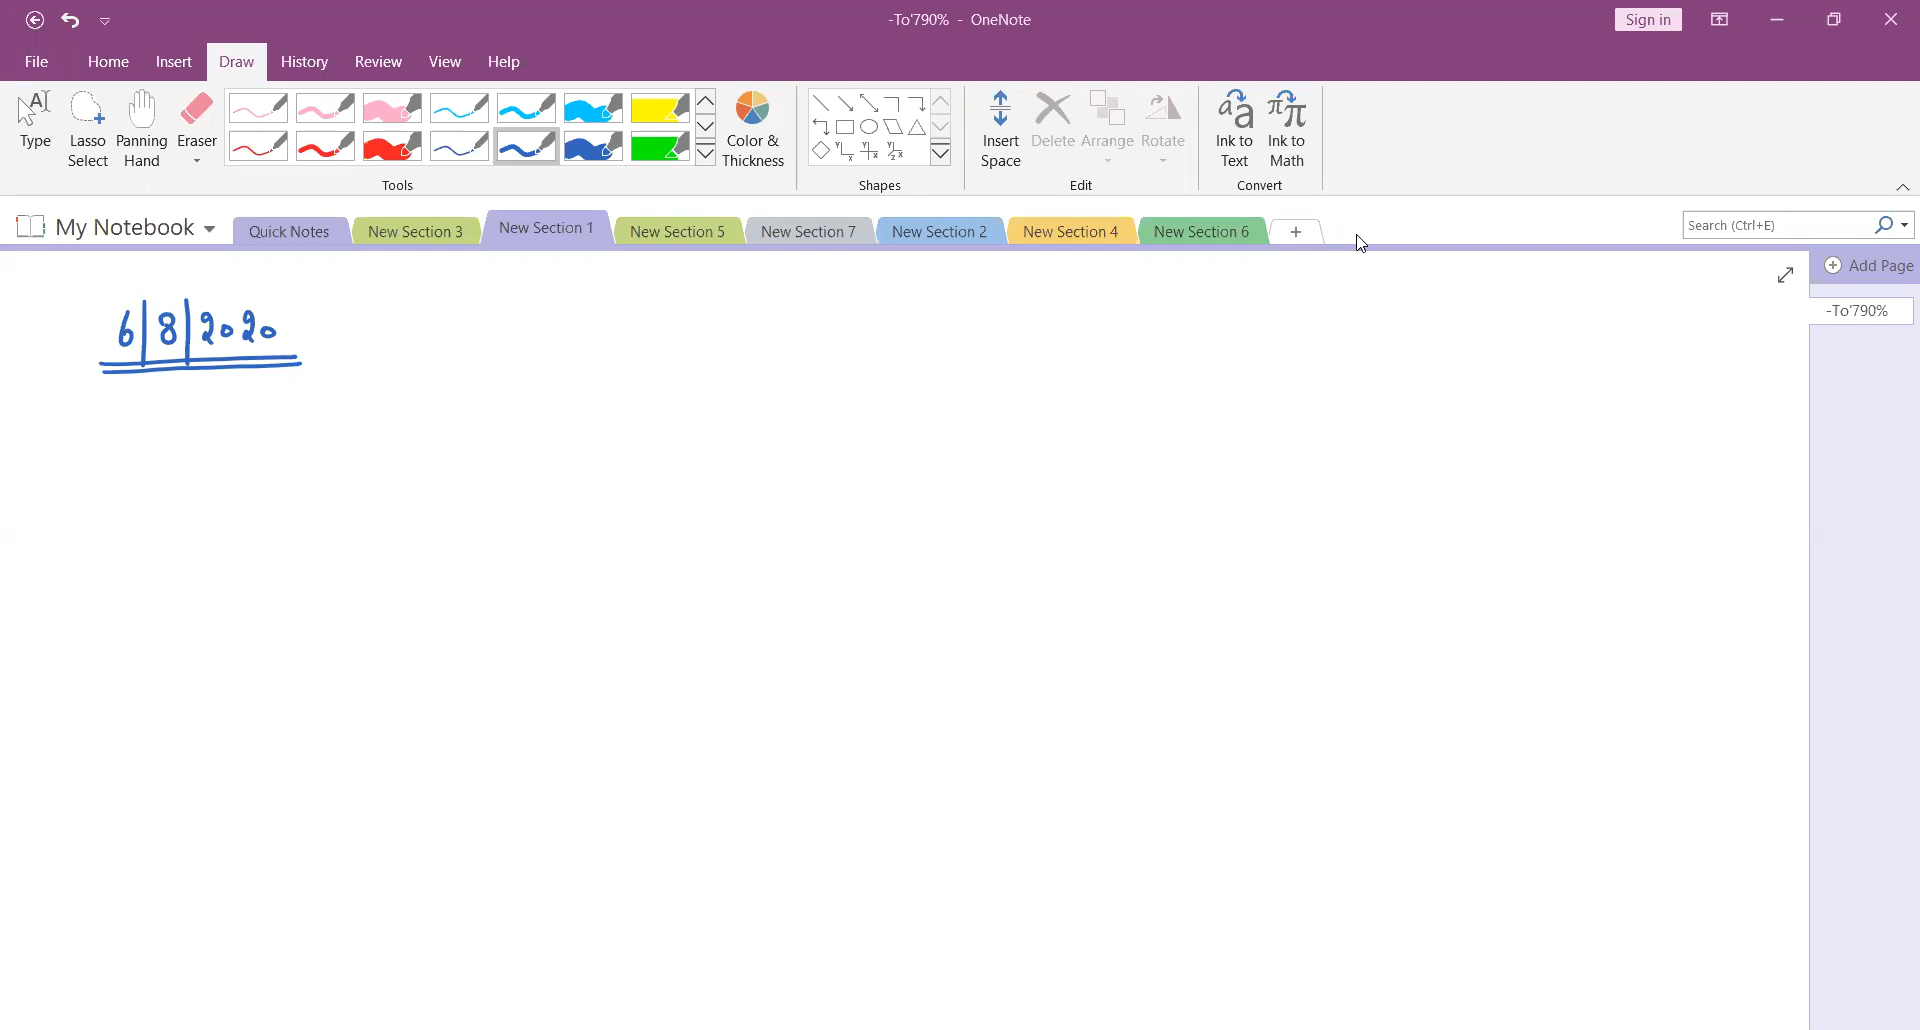 -To'790% - OneNote
Sign in
File Home Insert Draw History Review View Help
Type
Lasso Select
Panning Hand
Eraser
Color & Thickness
Insert Space
Delete
Arrange
Rotate
Ink to Text
Ink to Math
Tools
Shapes
Edit
Convert
My Notebook
Quick Notes
New Section 3
New Section 1
New Section 5
New Section 7
New Section 2
New Section 4
New Section 6
Search (Ctrl+E)
Add Page
-To'790%
6|8|2020